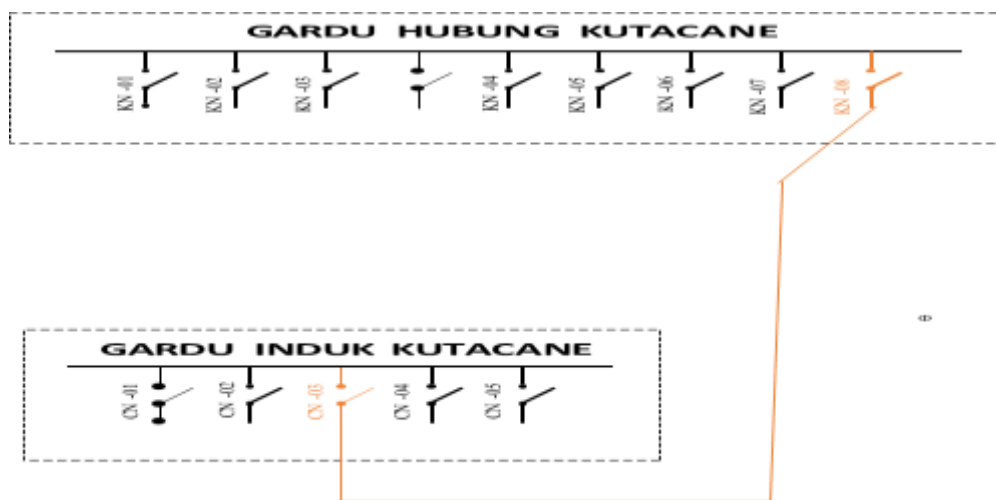 GARDU HUBUNG KUTACANE
KN -01
KN -02
KN -03
KN -04
KN -05
KN -06
KN -07
KN -08
GARDU INDUK KUTACANE
CN -01
CN -02
CN -03
CN -04
CN -05